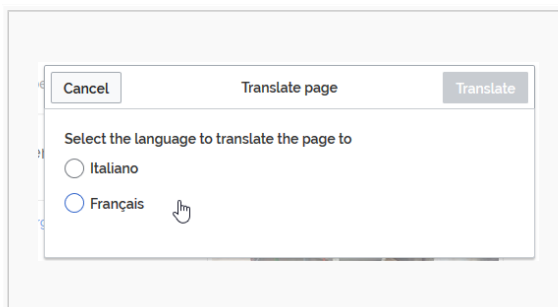 Cancel
Translate page
Translate
Select the language to translate the page to
Italiano
Français